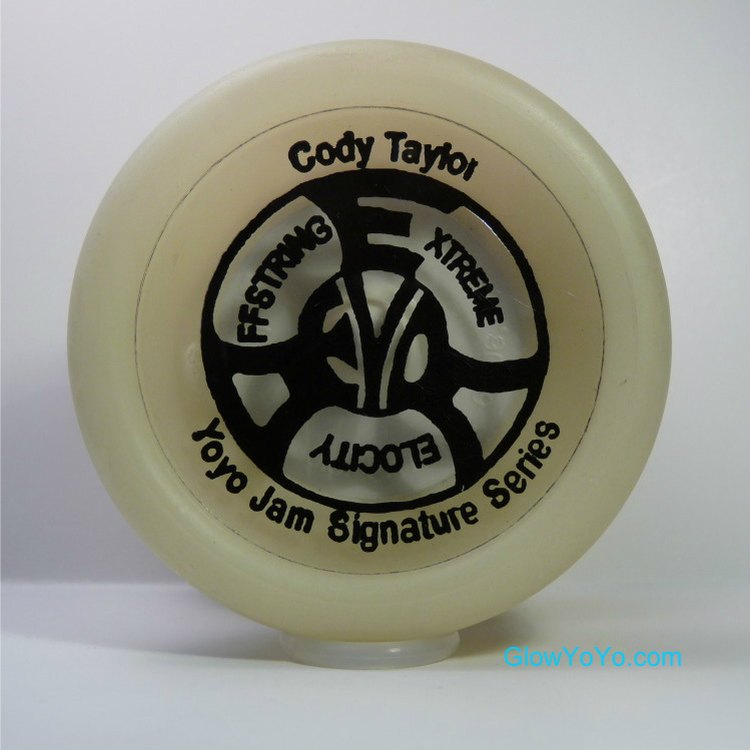 Cody Taylor
E
FFSTRING
XTREME
ELOCITY
Yoyo Jam Signature Series
GlowYoYo.com